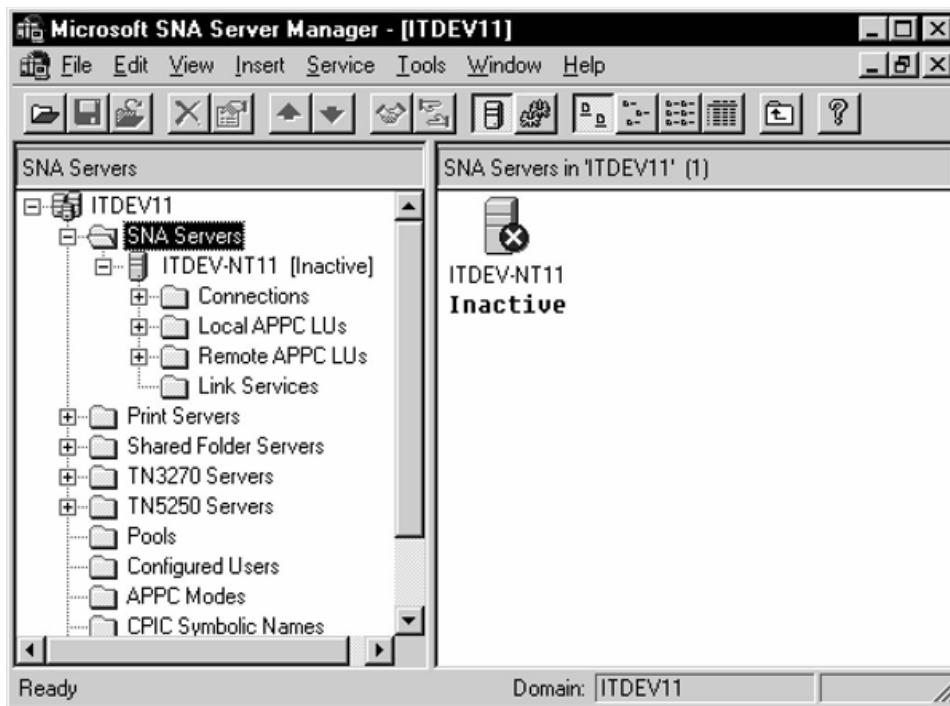 Microsoft SNA Server Manager - [ITDEV11]
File Edit View Insert Service Tools Window Help
SNA Servers
SNA Servers in 'ITDEV11' (1)
ITDEV11
SNA Servers
ITDEV-NT11 [Inactive]
Connections
Local APPC LUs
Remote APPC LUs
Link Services
Print Servers
Shared Folder Servers
TN3270 Servers
TN5250 Servers
Pools
Configured Users
APPC Modes
CPIC Symbolic Names
ITDEV-NT11
Inactive
Ready
Domain: ITDEV11